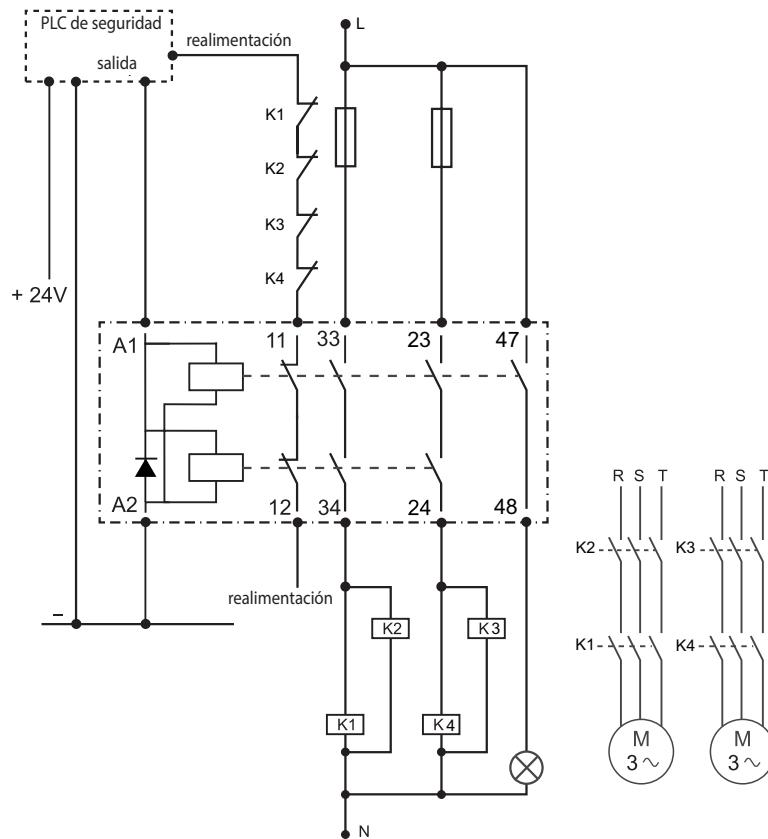 PLC de seguridad
realimentación
salida
L
K1
K2
K3
K4
+ 24V
A1
11
33
23
47
A2
12
34
24
48
realimentación
–
K2
K3
K1
K4
N
R S T
R S T
K2
K3
K1
K4
M
3 ~
M
3 ~